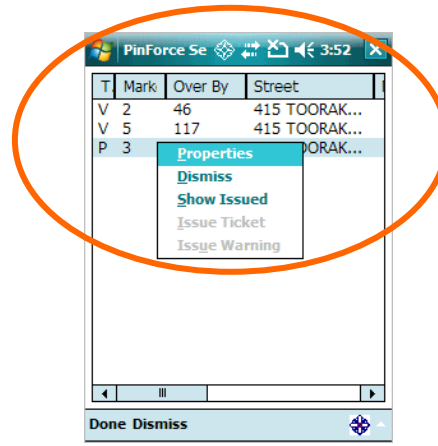 PinForce Se 3:52
T Mark Over By Street
V 2 46 415 TOORAK...
V 5 117 415 TOORAK...
P 3 OORAK...
Properties
Dismiss
Show Issued
Issue Ticket
Issue Warning
Done Dismiss